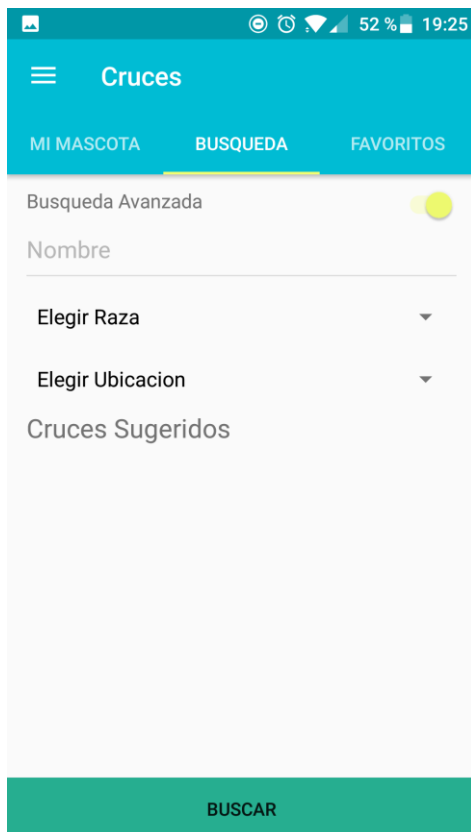 52 % 19:25
Cruces
MI MASCOTA BUSQUEDA FAVORITOS
Busqueda Avanzada
Nombre
Elegir Raza
Elegir Ubicacion
Cruces Sugeridos
BUSCAR